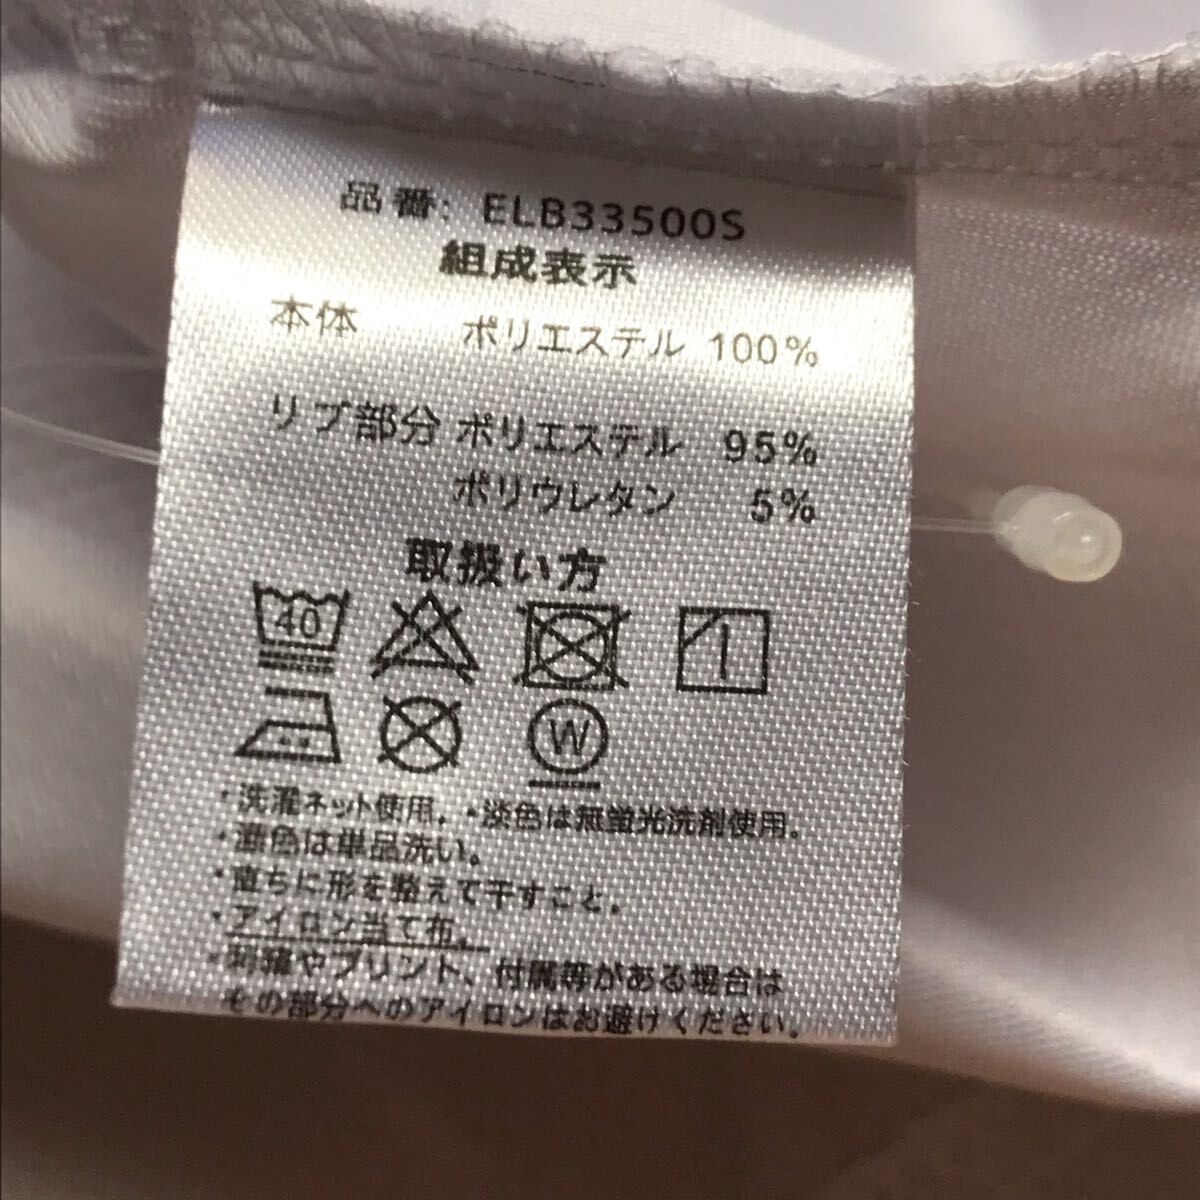 品番: ELB33500S
組成表示
本体 ポリエステル 100%
リブ部分 ポリエステル 95%
ポリウレタン 5%
取扱い方
40
W
・洗濯ネット使用。・淡色は無蛍光洗剤使用。
・濃色は単品洗い。
・直ちに形を整えて干すこと。
・アイロン当て布。
・刺繍やプリント、付属等がある場合は
その部分へのアイロンはお避けください。